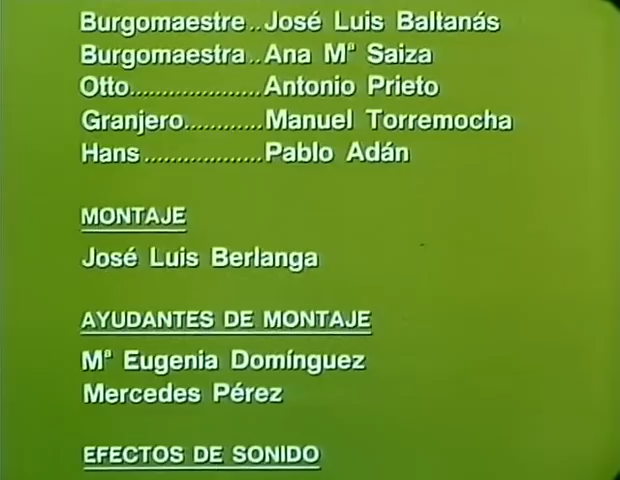 Burgomaestre..José Luis Baltanás
Burgomaestra..Ana Mª Saiza
Otto....................Antonio Prieto
Granjero............Manuel Torremocha
Hans..................Pablo Adán
MONTAJE
José Luis Berlanga
AYUDANTES DE MONTAJE
Mª Eugenia Domínguez
Mercedes Pérez
EFECTOS DE SONIDO